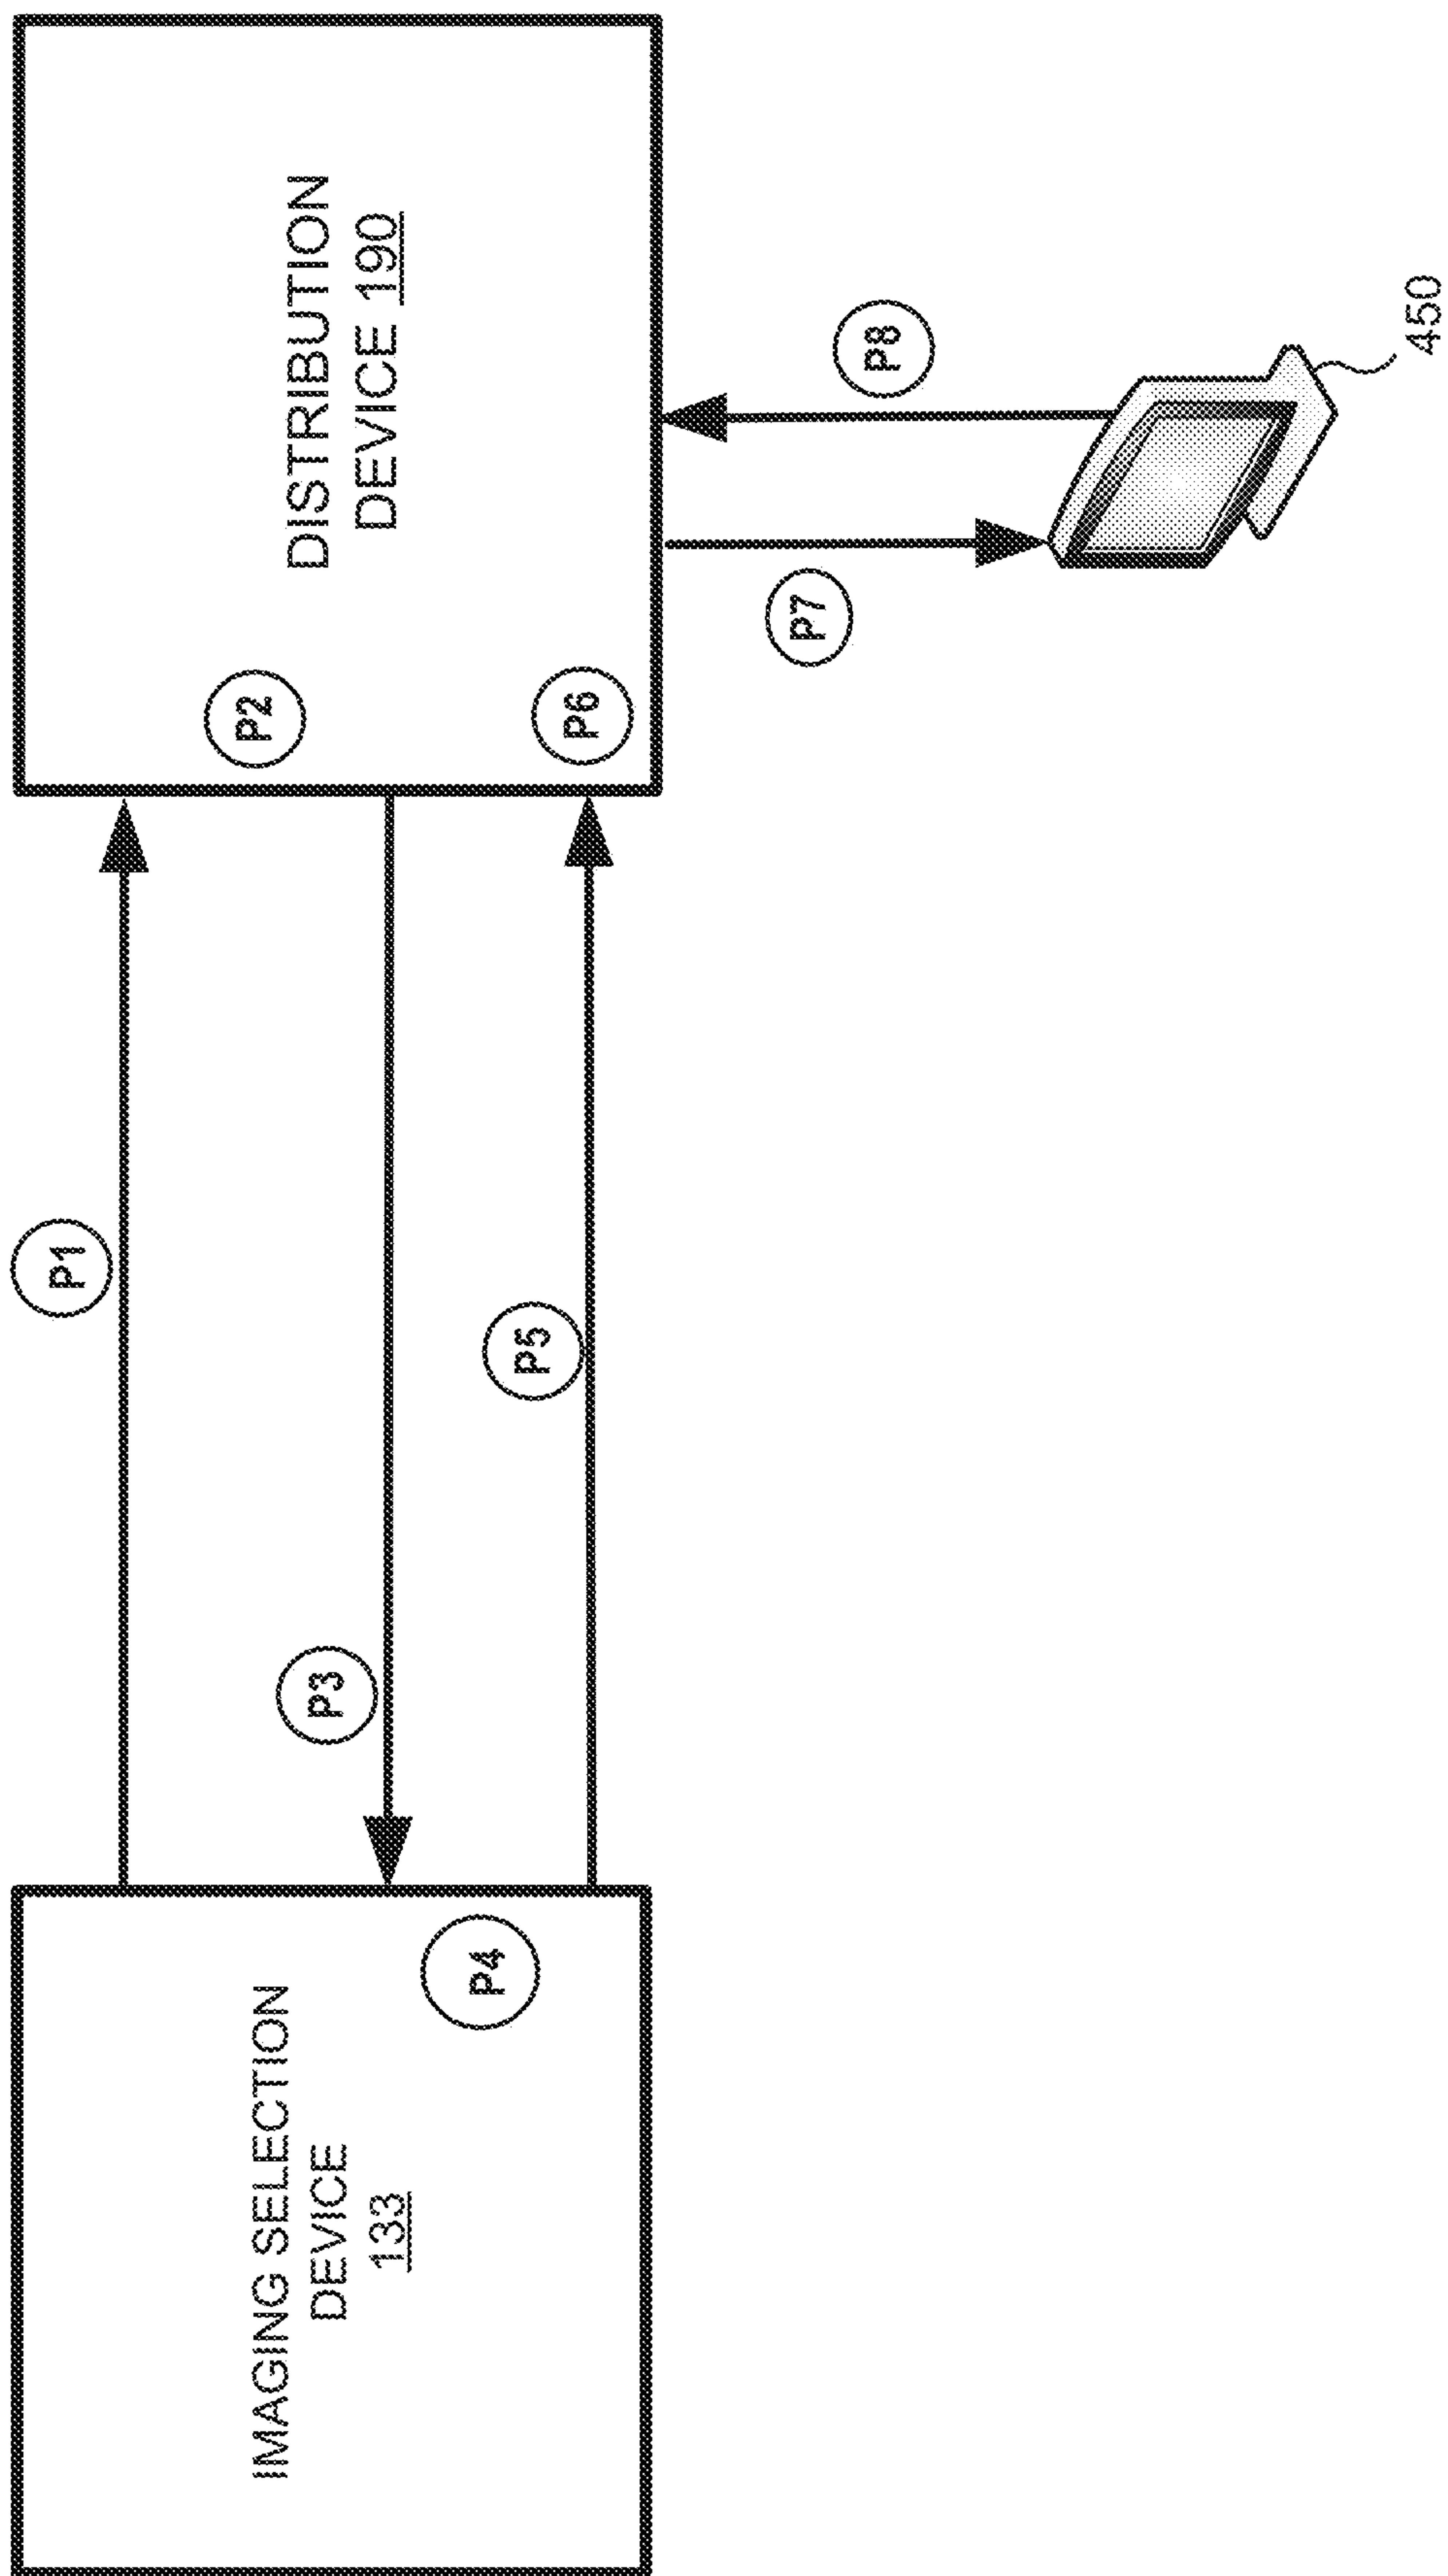 IMAGING SELECTION
DEVICE
133
P4
P1
P3
P5
P2
P6
DISTRIBUTION
DEVICE 190
P7
P8
450